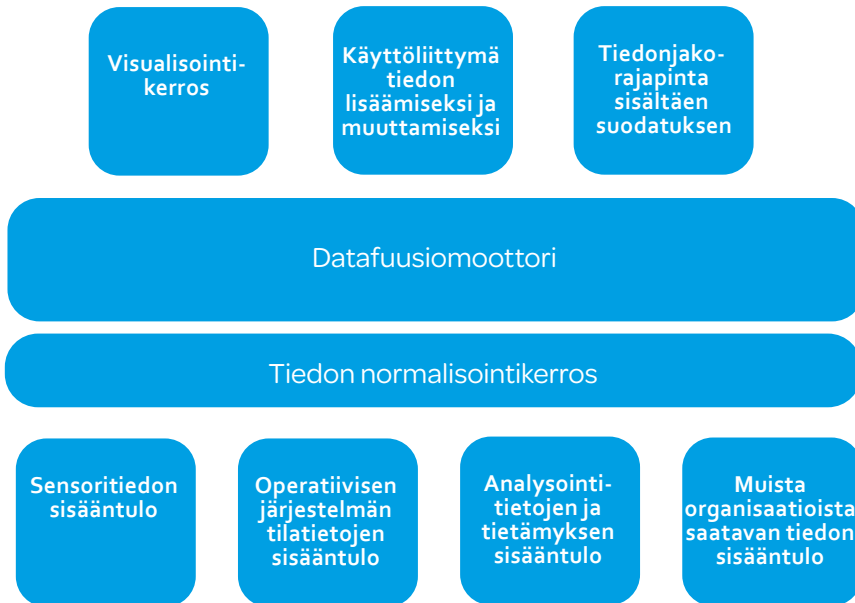 Visualisointi-
kerros
Käyttöliittymä
tiedon
lisäämiseksi ja
muuttamiseksi
Tiedonjako-
rajapinta
sisältäen
suodatuksen
Datafuusiomoottori
Tiedon normalisointikerros
Sensoritiedon
sisääntulo
Operatiivisen
järjestelmän
tilatietojen
sisääntulo
Analysointi-
tietojen ja
tietämyksen
sisääntulo
Muista
organisaatioista
saatavan tiedon
sisääntulo